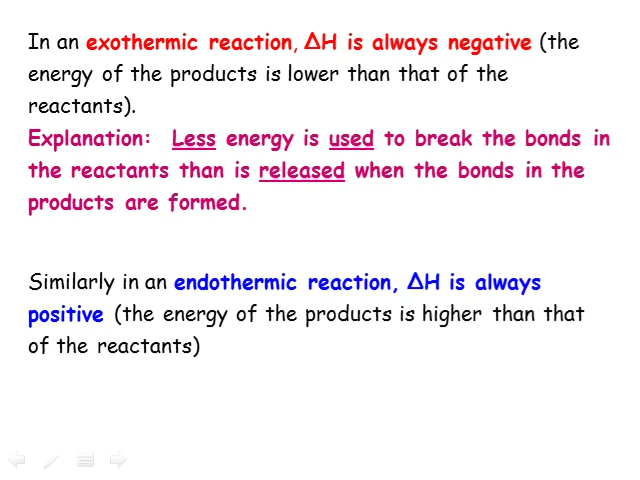 In an exothermic reaction, ΔH is always negative (the
energy of the products is lower than that of the
reactants).
Explanation: Less energy is used to break the bonds in
the reactants than is released when the bonds in the
products are formed.
Similarly in an endothermic reaction, ΔH is always
positive (the energy of the products is higher than that
of the reactants)